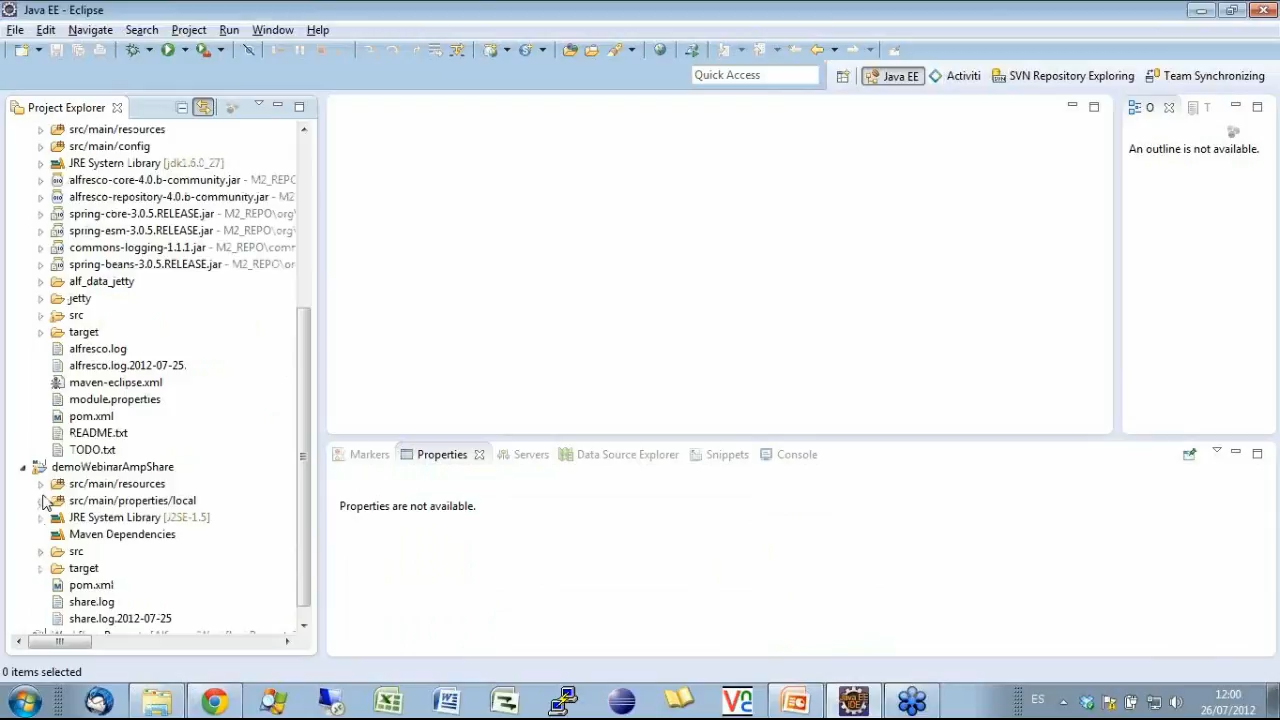 Java EE - Eclipse
File Edit Navigate Search Project Run Window Help
Quick Access
Java EE Activiti SVN Repository Exploring Team Synchronizing
Project Explorer
O T
src/main/resources
src/main/config
JRE System Library [jdk1.6.0_27]
alfresco-core-4.0.b-community.jar - M2_REPO
alfresco-repository-4.0.b-community.jar - M2
spring-core-3.0.5.RELEASE.jar - M2_REPO\org\
spring-asm-3.0.5.RELEASE.jar - M2_REPO\org\
commons-logging-1.1.1.jar - M2_REPO\comm
spring-beans-3.0.5.RELEASE.jar - M2_REPO\or
alf_data_jetty
jetty
src
target
alfresco.log
alfresco.log.2012-07-25.
maven-eclipse.xml
module.properties
pom.xml
README.txt
TODO.txt
demoWebinarAmpShare
src/main/resources
src/main/properties/local
JRE System Library [J2SE-1.5]
Maven Dependencies
src
target
pom.xml
share.log
share.log.2012-07-25
An outline is not available.
Markers Properties Servers Data Source Explorer Snippets Console
Properties are not available.
0 items selected
ES
12:00
26/07/2012